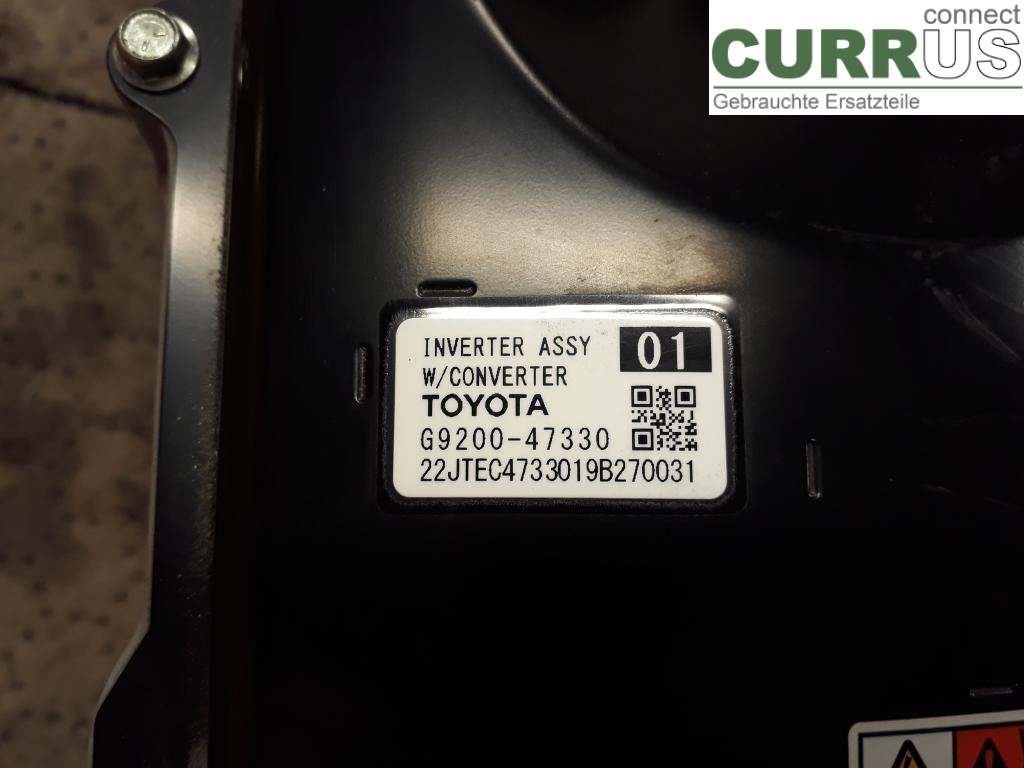 connect
CURRUS
Gebrauchte Ersatzteile
INVERTER ASSY 01
W/CONVERTER
TOYOTA
G9200-47330
22JTEC4733019B270031